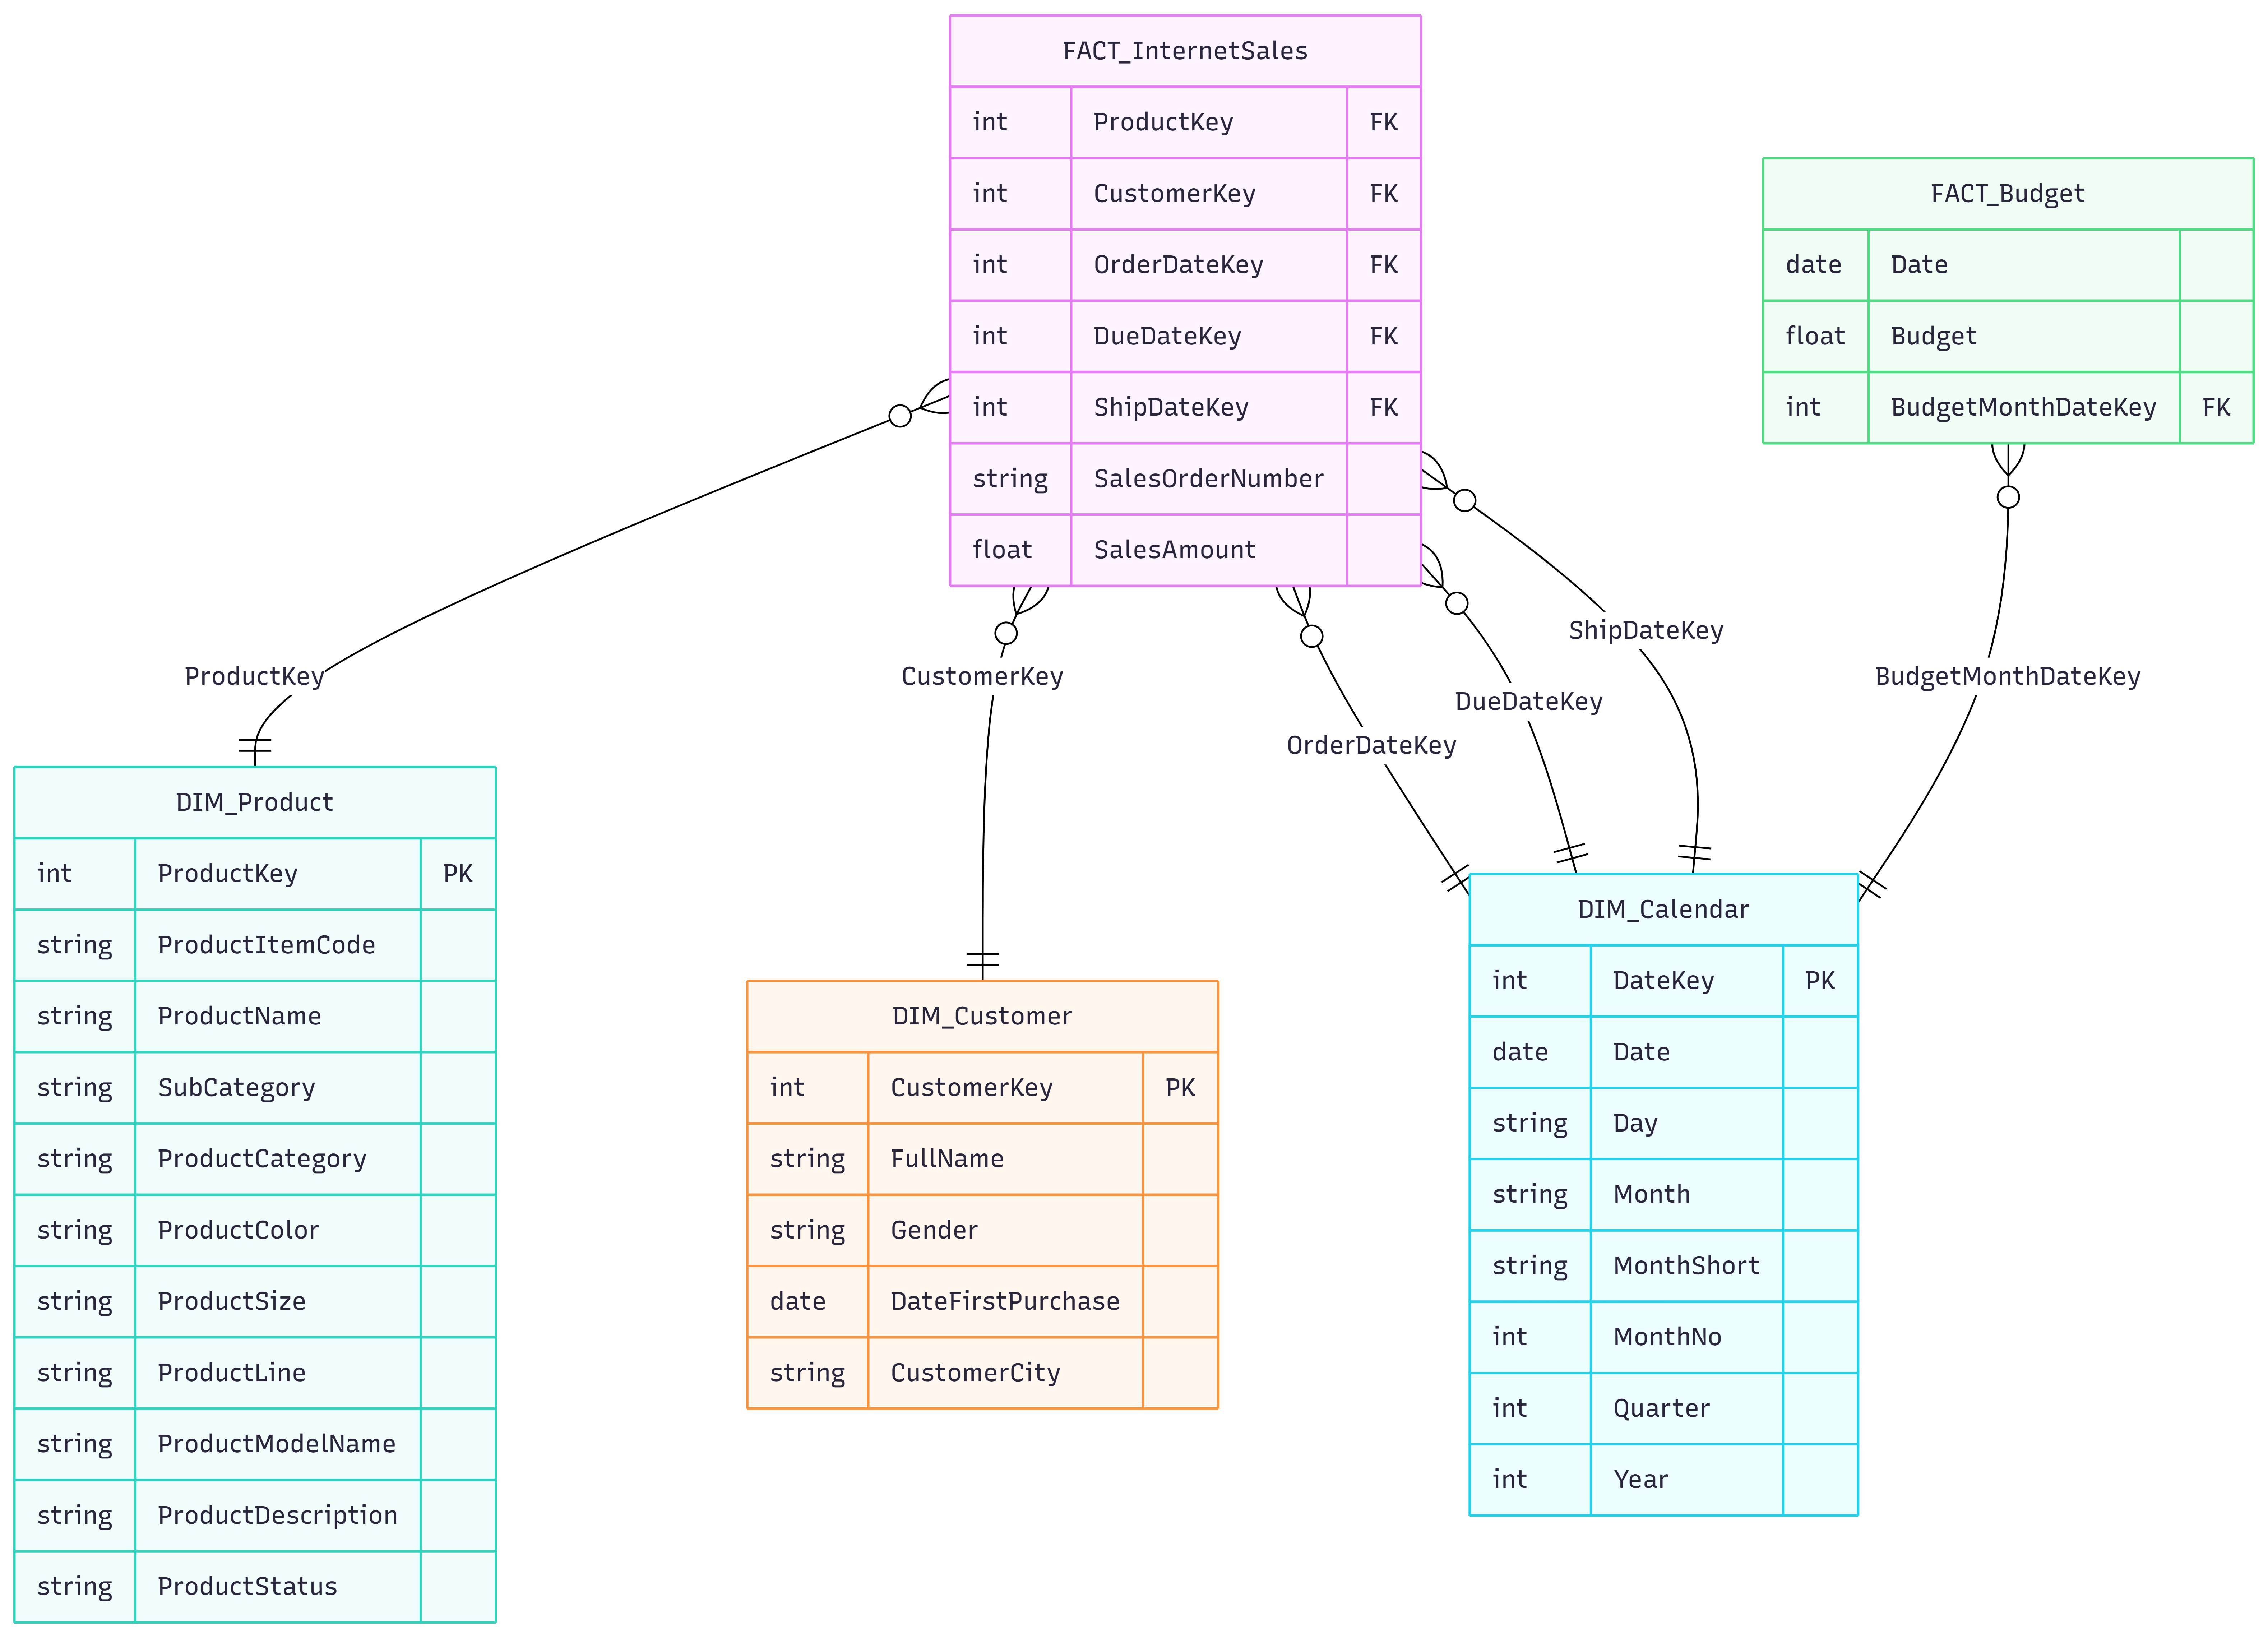 FACT_InternetSales
int ProductKey FK
int CustomerKey FK
int OrderDateKey FK
int DueDateKey FK
int ShipDateKey FK
string SalesOrderNumber
float SalesAmount
FACT_Budget
date Date
float Budget
int BudgetMonthDateKey FK
ProductKey
CustomerKey
OrderDateKey
DueDateKey
ShipDateKey
BudgetMonthDateKey
DIM_Product
int ProductKey PK
string ProductItemCode
string ProductName
string SubCategory
string ProductCategory
string ProductColor
string ProductSize
string ProductLine
string ProductModelName
string ProductDescription
string ProductStatus
DIM_Customer
int CustomerKey PK
string FullName
string Gender
date DateFirstPurchase
string CustomerCity
DIM_Calendar
int DateKey PK
date Date
string Day
string Month
string MonthShort
int MonthNo
int Quarter
int Year